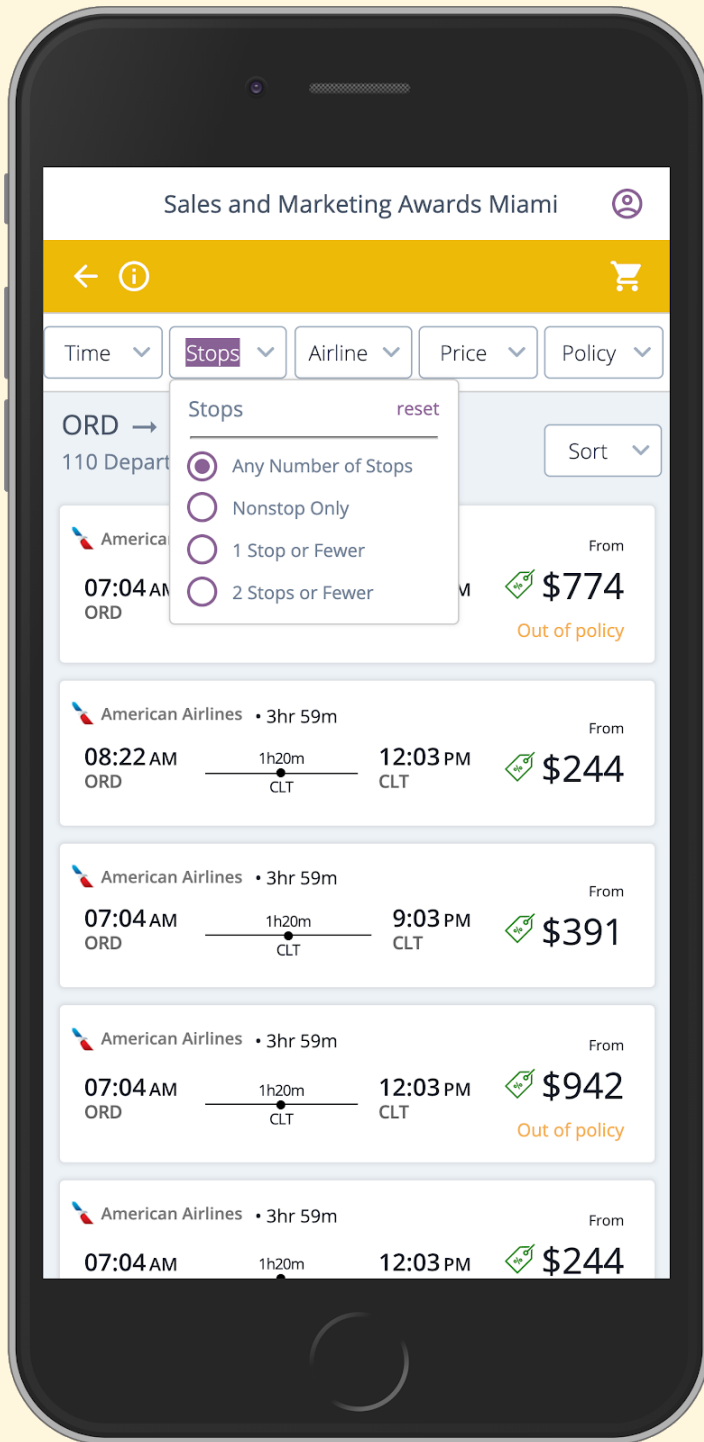 Sales and Marketing Awards Miami
Time Stops Airline Price Policy
Stops reset
Any Number of Stops
Nonstop Only
1 Stop or Fewer
2 Stops or Fewer
ORD →
110
Sort
From
07:04
ORD
$774
Out of policy
American Airlines • 3hr 59m
From
08:22 AM 1h20m 12:03 PM
$244
ORD CLT CLT
American Airlines • 3hr 59m
From
07:04 AM 1h20m 9:03 PM
$391
ORD CLT CLT
American Airlines • 3hr 59m
From
07:04 AM 1h20m 12:03 PM
$942
ORD CLT CLT
Out of policy
American Airlines • 3hr 59m
From
07:04 AM 1h20m 12:03 PM
$244